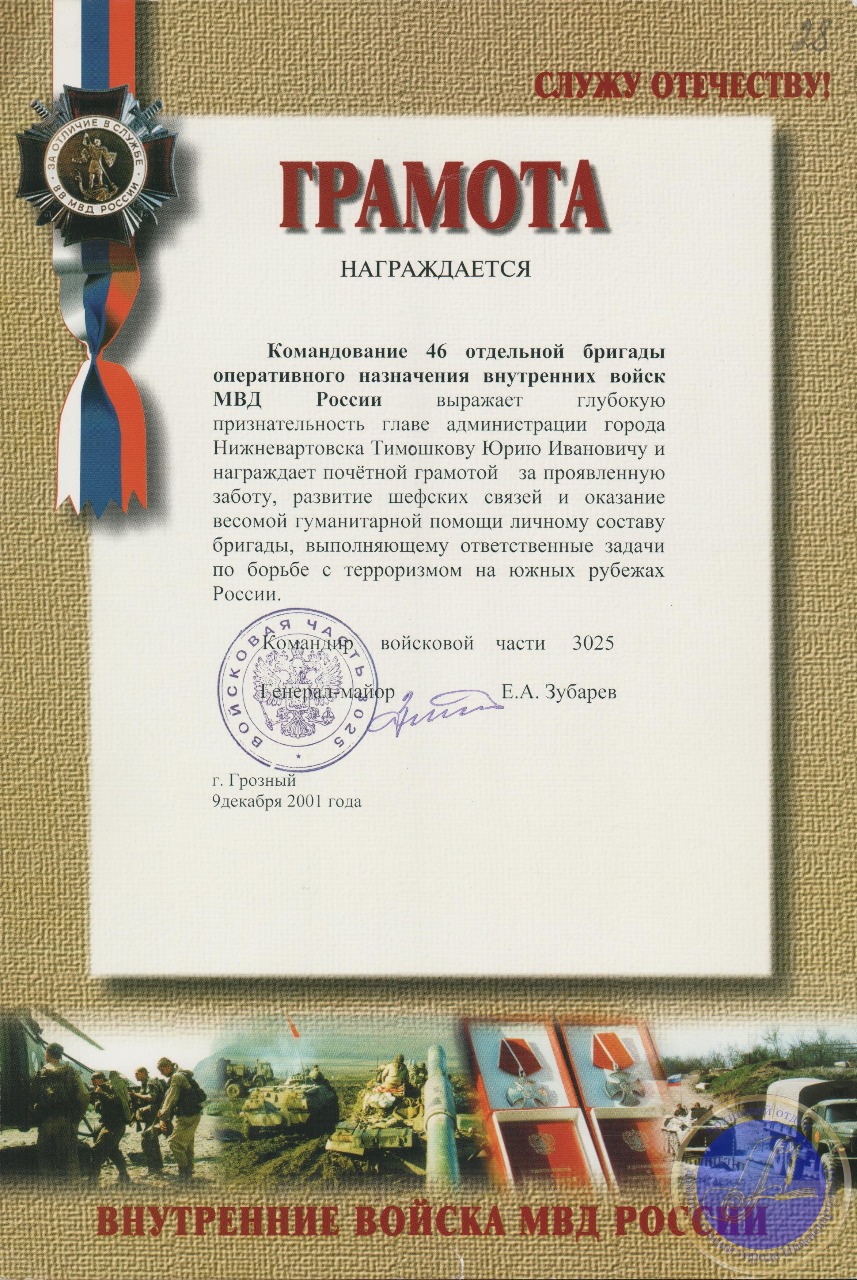 28
СЛУЖУ ОТЕЧЕСТВУ!
ЗА ОТЛИЧИЕ В СЛУЖБЕ
ВВ МВД РОССИИ
ГРАМОТА
НАГРАЖДАЕТСЯ
Командование 46 отдельной бригады
оперативного назначения внутренних войск
МВД России выражает глубокую
признательность главе администрации города
Нижневартовска Тимошкову Юрию Ивановичу и
награждает почётной грамотой за проявленную
заботу, развитие шефских связей и оказание
весомой гуманитарной помощи личному составу
бригады, выполняющему ответственные задачи
по борьбе с терроризмом на южных рубежах
России.
Командир войсковой части 3025
Генерал-майор Е.А. Зубарев
ВОЙСКОВАЯ ЧАСТЬ 3025
г. Грозный
9декабря 2001 года
ВНУТРЕННИЕ ВОЙСКА МВД РОССИИ